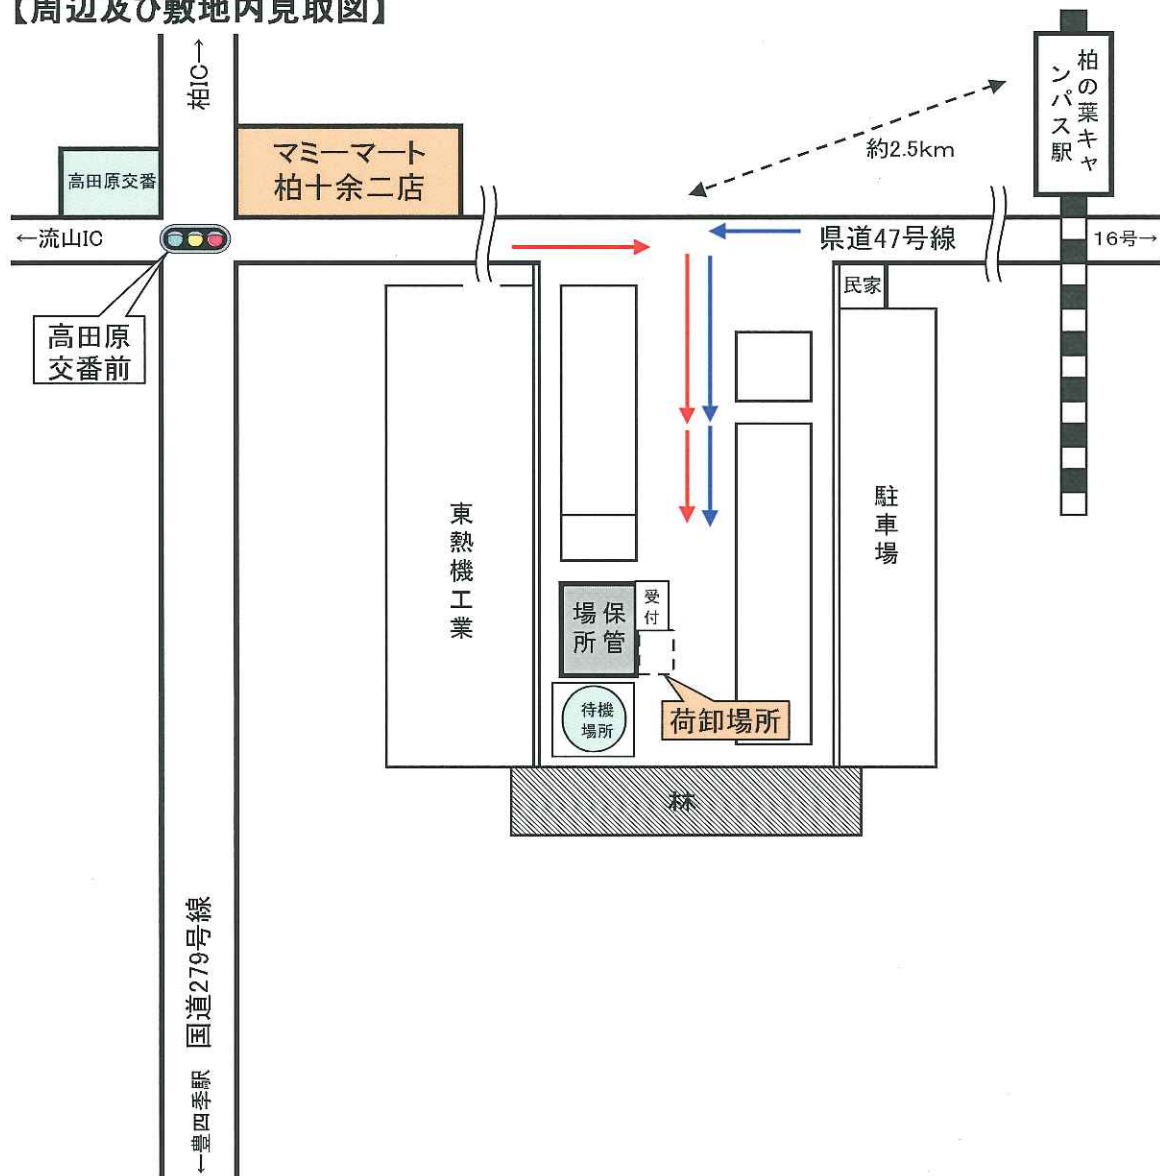 【周辺及び敷地内見取図】
柏IC→
柏の葉キャ
ンパス駅
約2.5km
マミーマート
柏十余二店
高田原交番
←流山IC
県道47号線
16号→
高田原
交番前
民家
東熱機工業
駐車場
保管
場所
受付
待機
場所
荷卸場所
林
国道279号線
←豊四季駅